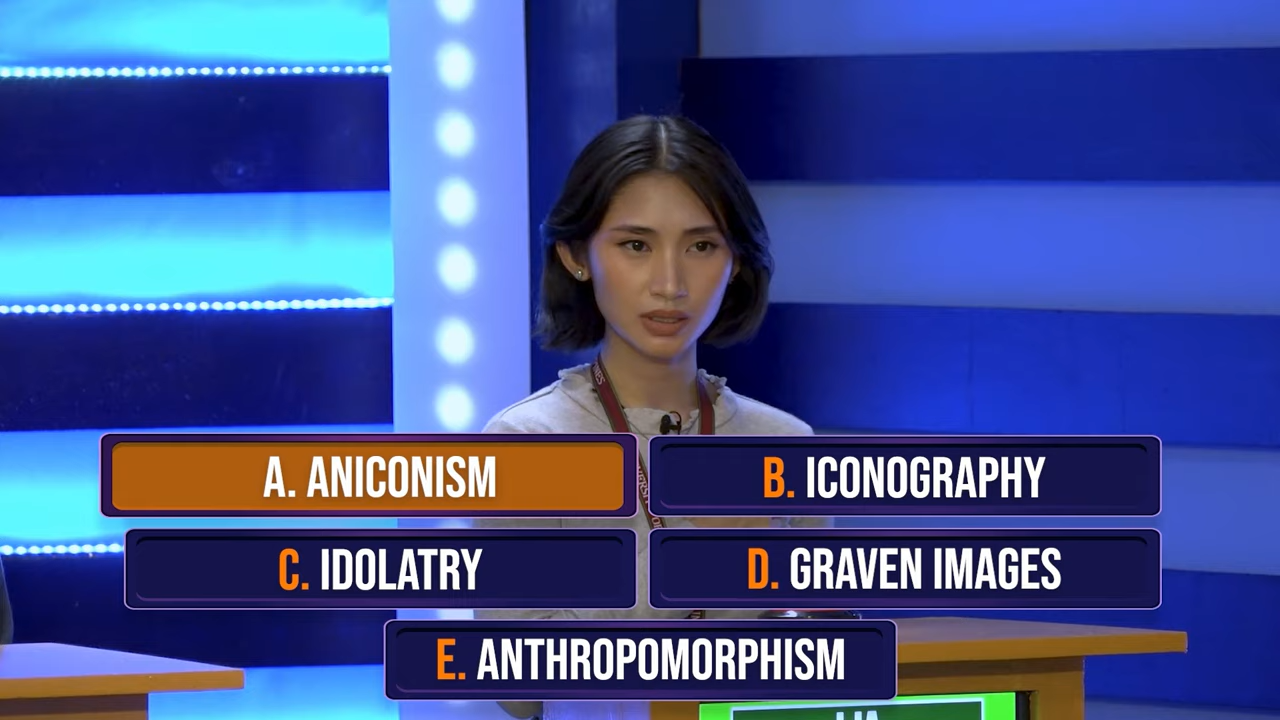 A. ANICONISM
B. ICONOGRAPHY
C. IDOLATRY
D. GRAVEN IMAGES
E. ANTHROPOMORPHISM